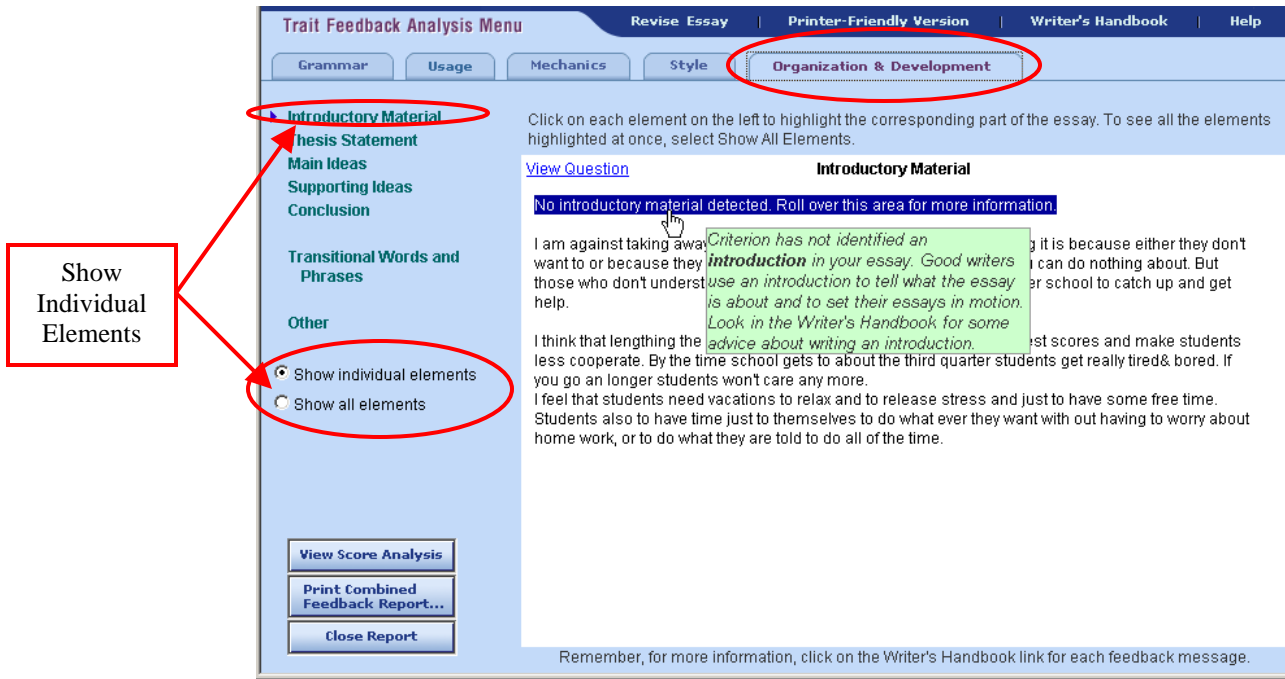 Trait Feedback Analysis Menu
Revise Essay | Printer-Friendly Version | Writer's Handbook | Help
Grammar Usage Mechanics Style Organization & Development
Introductory Material
Thesis Statement
Main Ideas
Supporting Ideas
Conclusion
Transitional Words and
Phrases
Other
Show individual elements
Show all elements
View Score Analysis
Print Combined
Feedback Report...
Close Report
Show
Individual
Elements
Click on each element on the left to highlight the corresponding part of the essay. To see all the elements
highlighted at once, select Show All Elements.
View Question Introductory Material
No introductory material detected. Roll over this area for more information.
I am against taking away g it is because either they don't
want to or because they can do nothing about. But
those who don't underst er school to catch up and get
help.
Criterion has not identified an
introduction in your essay. Good writers
use an introduction to tell what the essay
is about and to set their essays in motion.
Look in the Writer's Handbook for some
advice about writing an introduction.
I think that lengthing the est scores and make students
less cooperate. By the time school gets to about the third quarter students get really tired& bored. If
you go an longer students won't care any more.
I feel that students need vacations to relax and to release stress and just to have some free time.
Students also to have time just to themselves to do what ever they want with out having to worry about
home work, or to do what they are told to do all of the time.
Remember, for more information, click on the Writer's Handbook link for each feedback message.